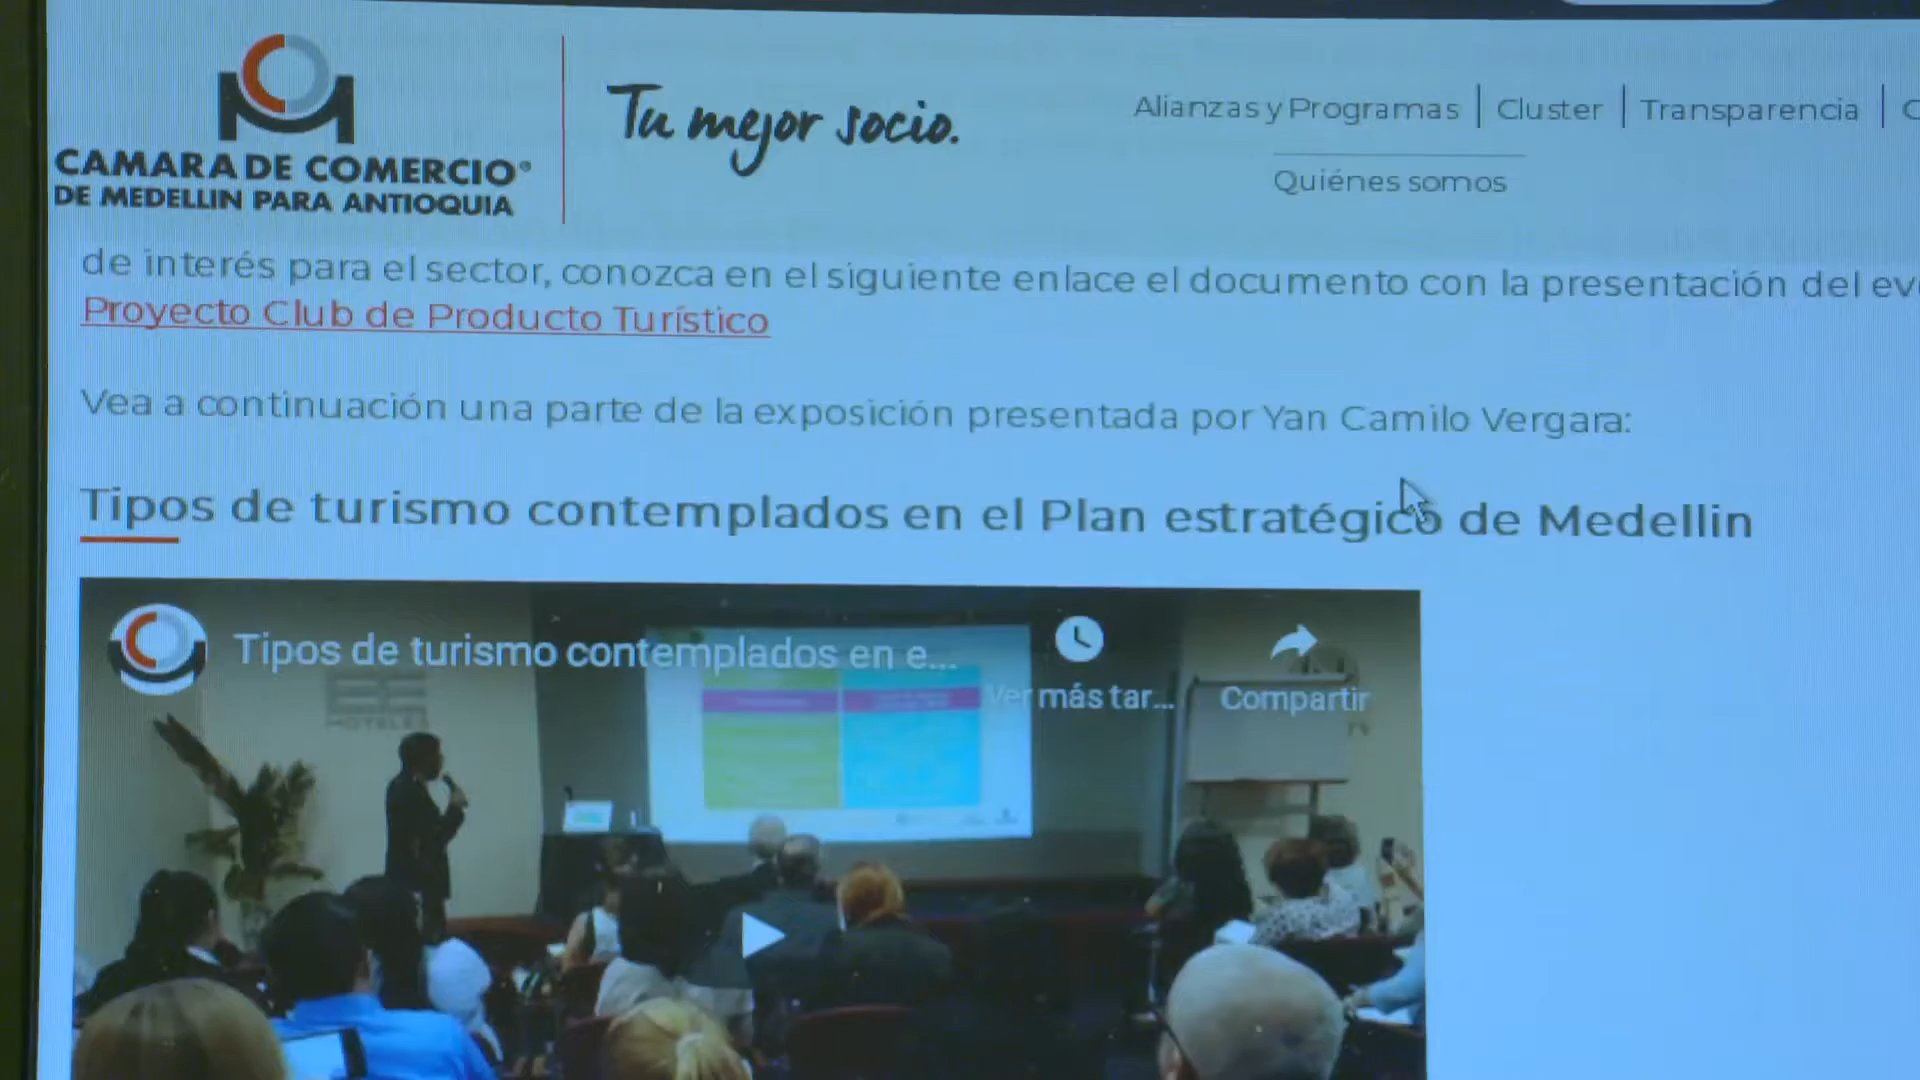 CAMARA DE COMERCIO
DE MEDELLIN PARA ANTIOQUIA
Tu mejor socio.
Alianzas y Programas | Cluster | Transparencia |
Quiénes somos
de interés para el sector, conozca en el siguiente enlace el documento con la presentación del
Proyecto Club de Producto Turístico
Vea a continuación una parte de la exposición presentada por Yan Camilo Vergara:
Tipos de turismo contemplados en el Plan estratégico de Medellin
Tipos de turismo contemplados en e...
Ver más tar...
Compartir
HOTELES